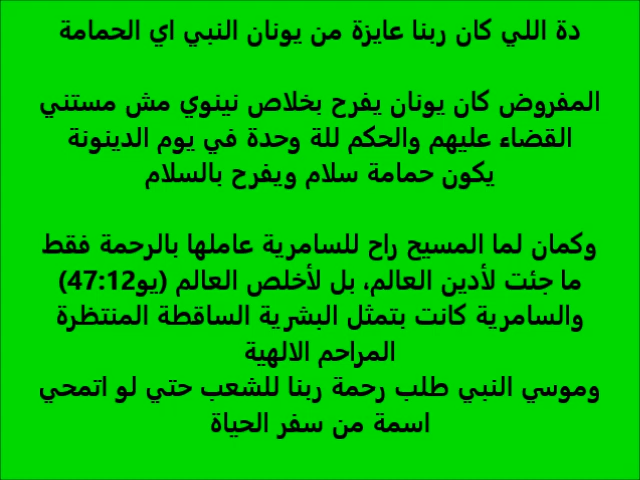 دة اللي كان ربنا عايزة من يونان النبي اي الحمامة
المفروض كان يونان يفرح بخلاص نينوي مش مستني
القضاء عليهم والحكم للة وحدة في يوم الدينونة
يكون حمامة سلام ويفرح بالسلام
وكمان لما المسيح راح للسامرية عاملها بالرحمة فقط
ما جئت لأدين العالم، بل لأخلص العالم (يو47:12)
والسامرية كانت بتمثل البشرية الساقطة المنتظرة
المراحم الالهية
وموسي النبي طلب رحمة ربنا للشعب حتي لو اتمحي
اسمة من سفر الحياة